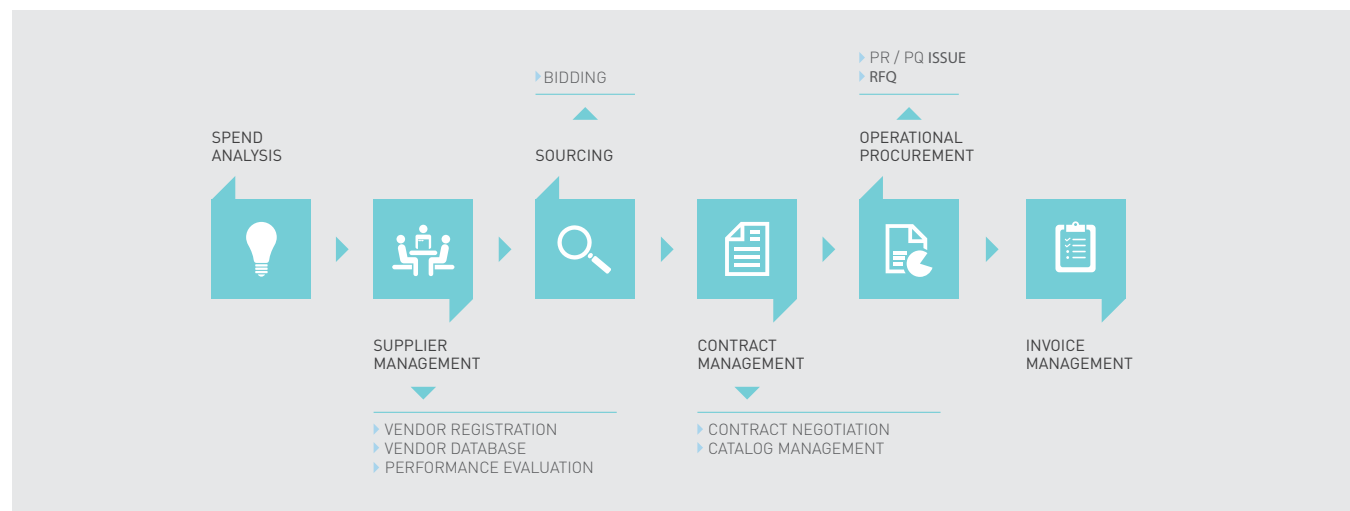 SPEND
ANALYSIS
SUPPLIER
MANAGEMENT
VENDOR REGISTRATION
VENDOR DATABASE
PERFORMANCE EVALUATION
BIDDING
SOURCING
CONTRACT
MANAGEMENT
CONTRACT NEGOTIATION
CATALOG MANAGEMENT
PR / PQ ISSUE
RFQ
OPERATIONAL
PROCUREMENT
INVOICE
MANAGEMENT